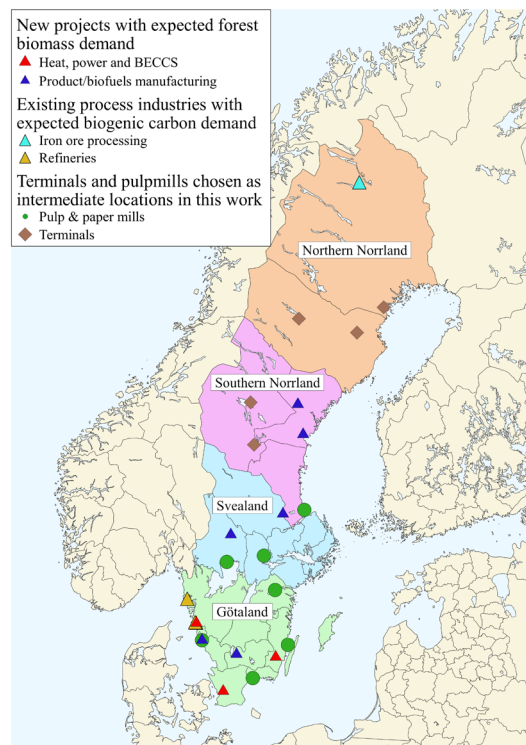 New projects with expected forest
biomass demand
Heat, power and BECCS
Product/biofuels manufacturing
Existing process industries with
expected biogenic carbon demand
Iron ore processing
Refineries
Terminals and pulpmills chosen as
intermediate locations in this work
Pulp & paper mills
Terminals
Northern Norrland
Southern Norrland
Svealand
Götaland